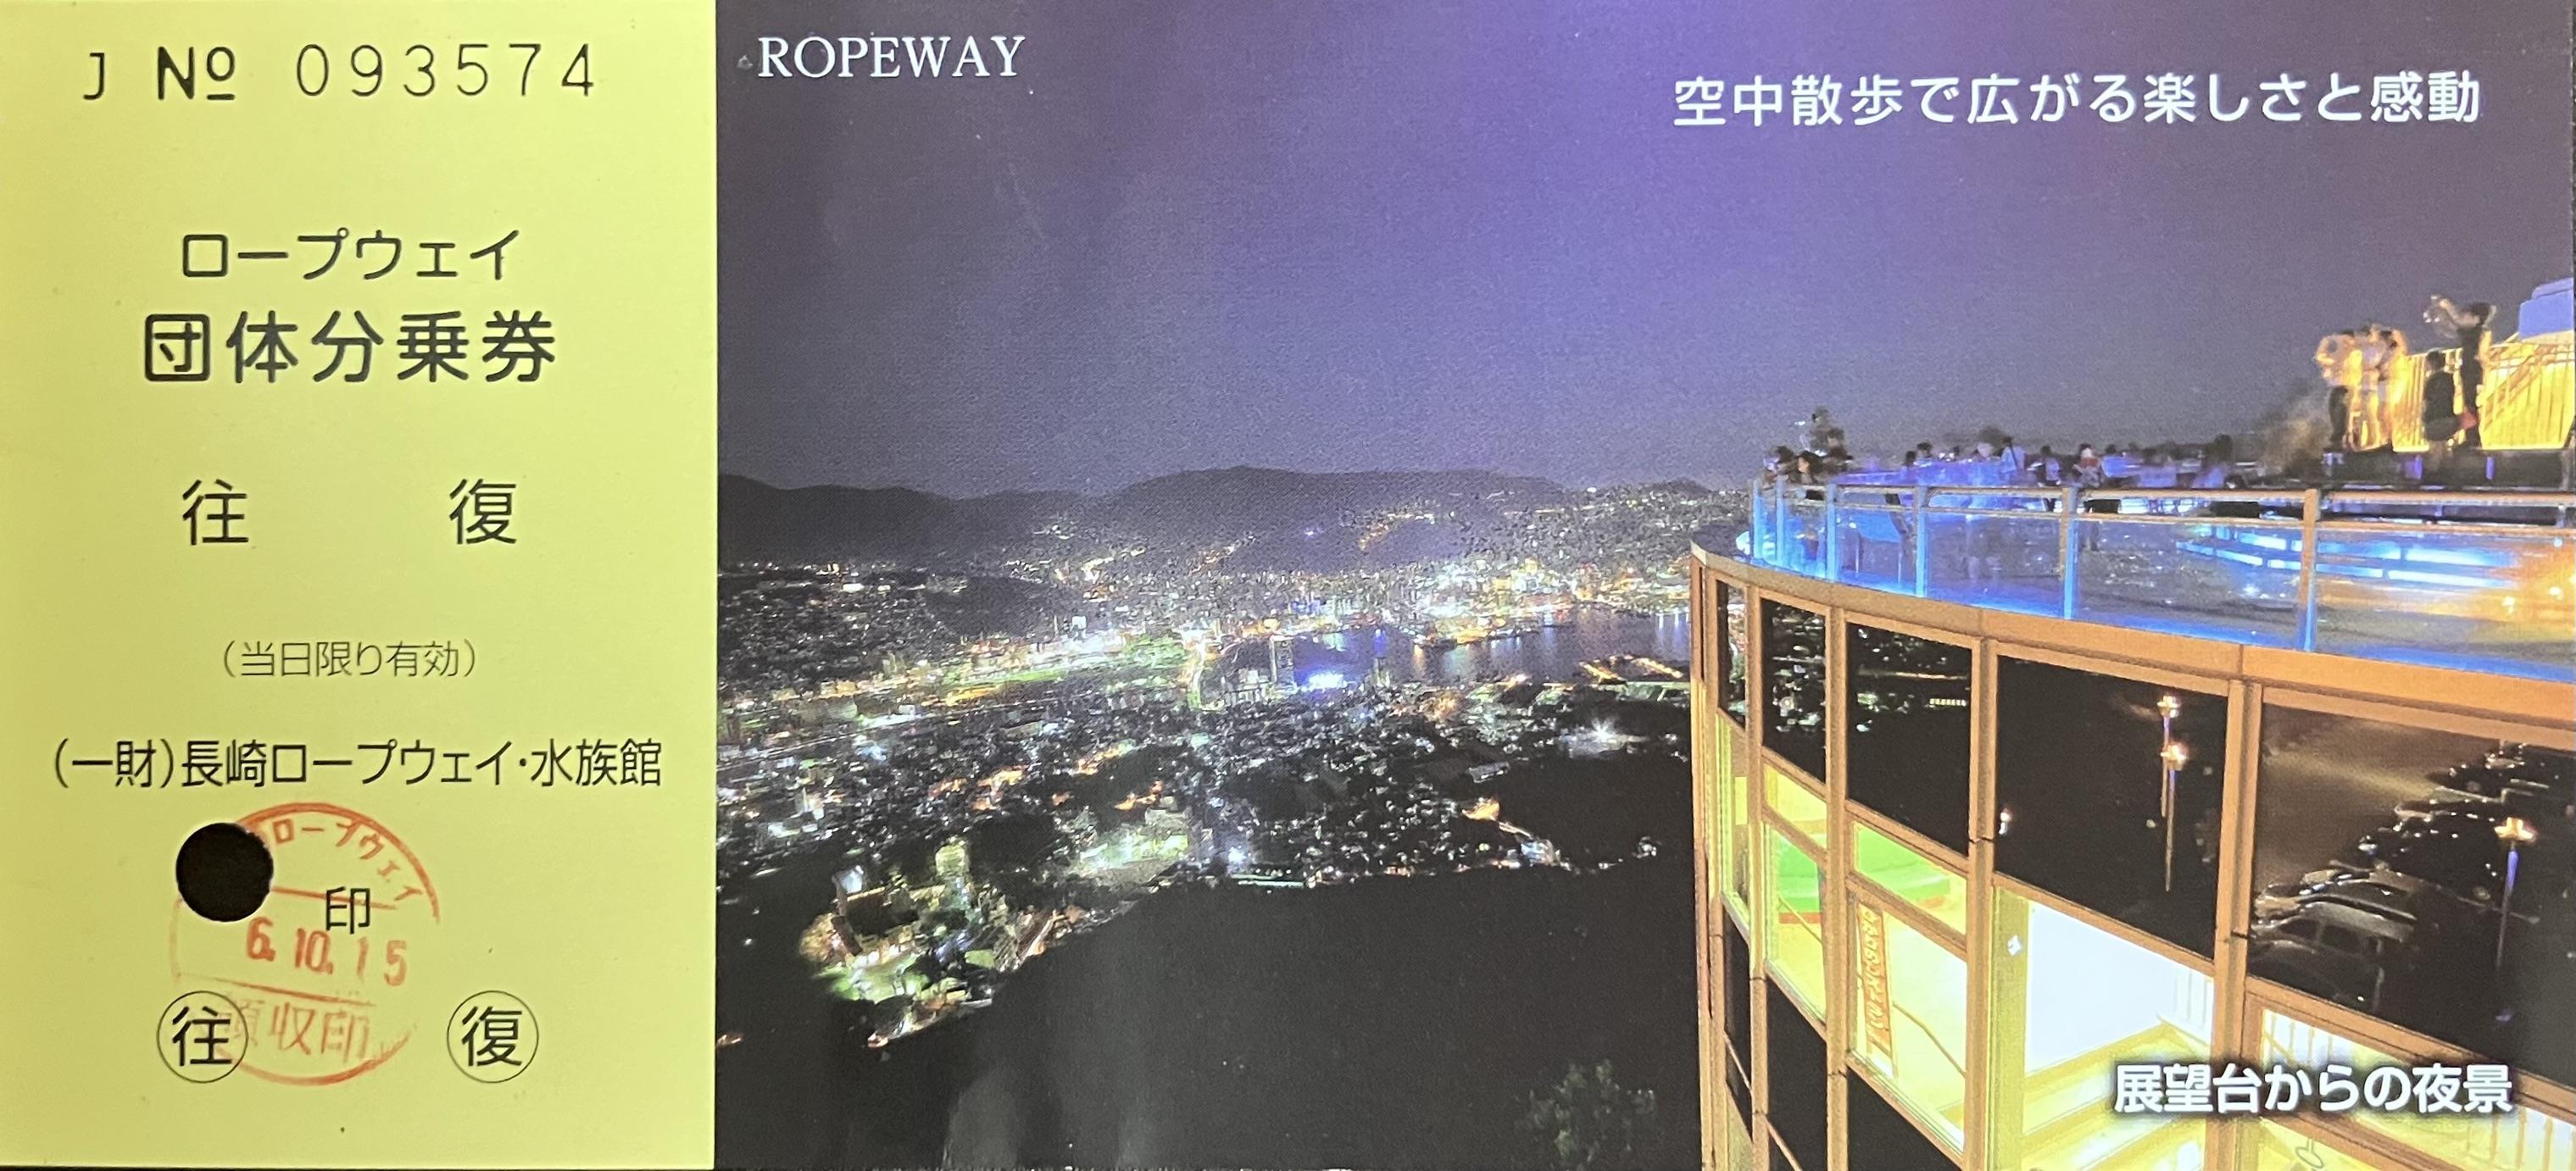 J № 093574
ロープウェイ
団体分乗券
往 復
（当日限り有効）
（一財）長崎ロープウェイ・水族館
ロープウェイ
印
6.10.15
領収印
往 復
ROPEWAY
空中散歩で広がる楽しさと感動
展望台からの夜景